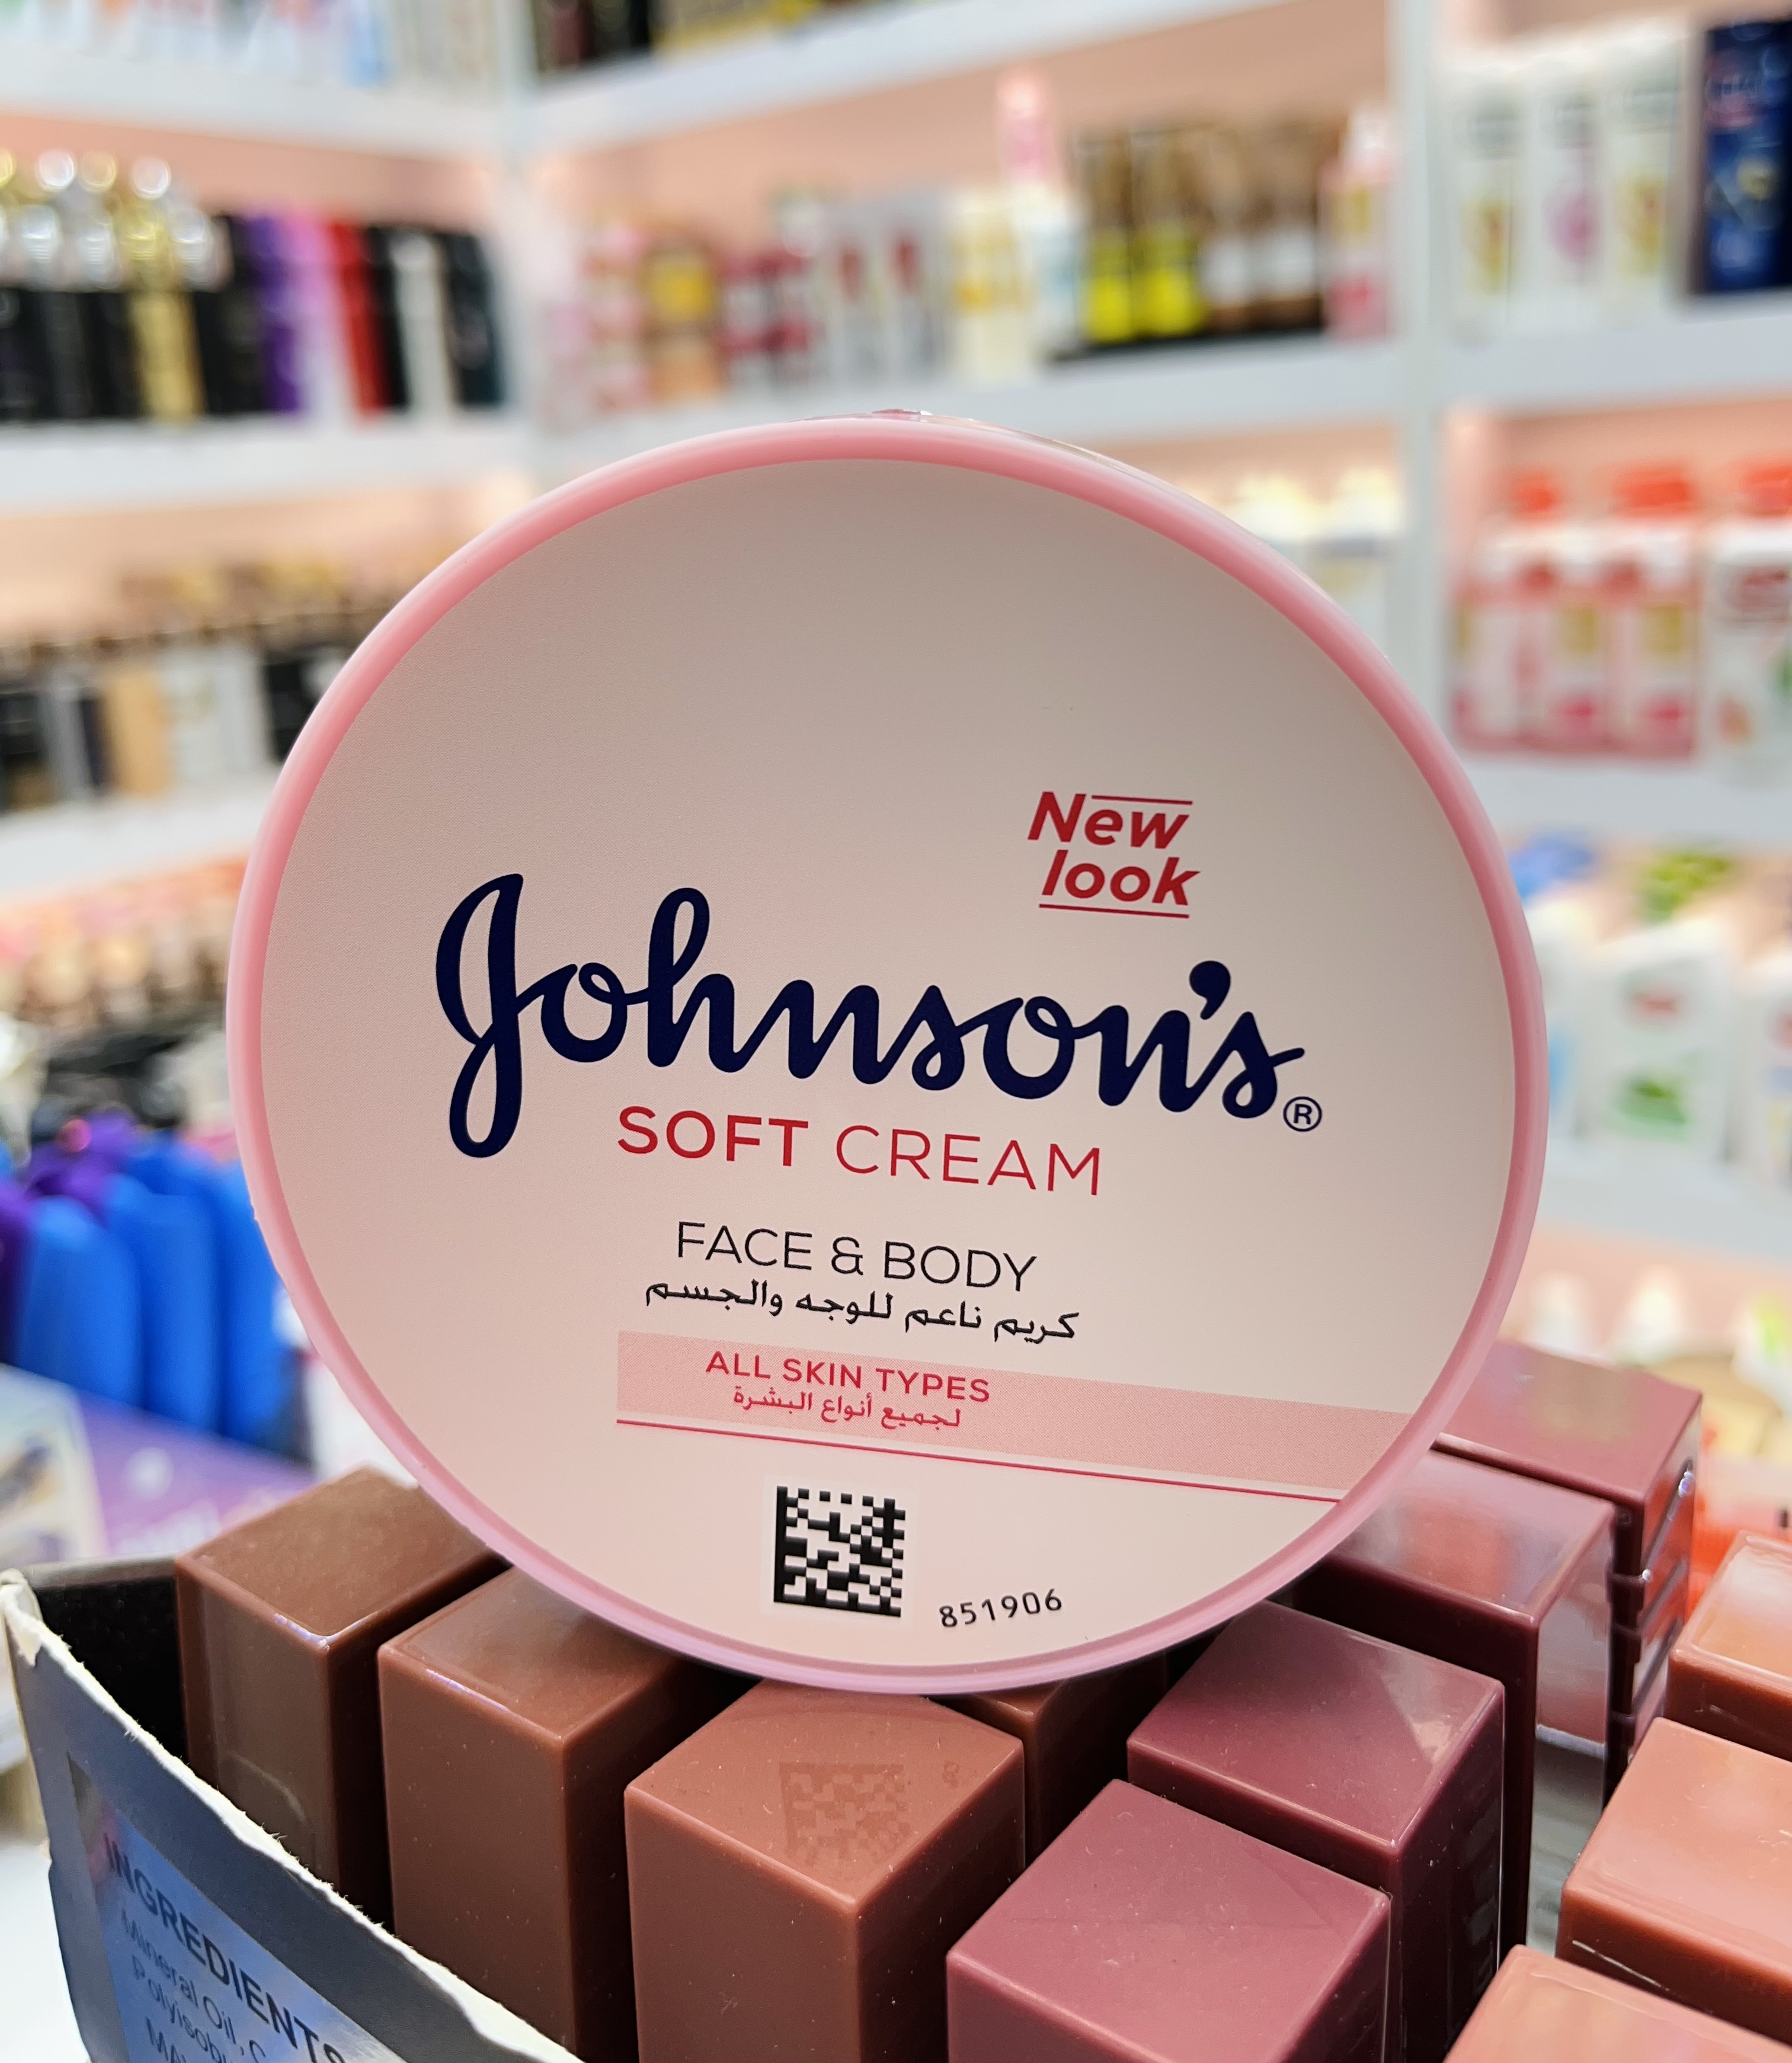 New
look
Johnson's®
SOFT CREAM
FACE & BODY
كريم ناعم للوجه والجسم
ALL SKIN TYPES
لجميع أنواع البشرة
851906
INGREDIENTS
Mineral Oil,